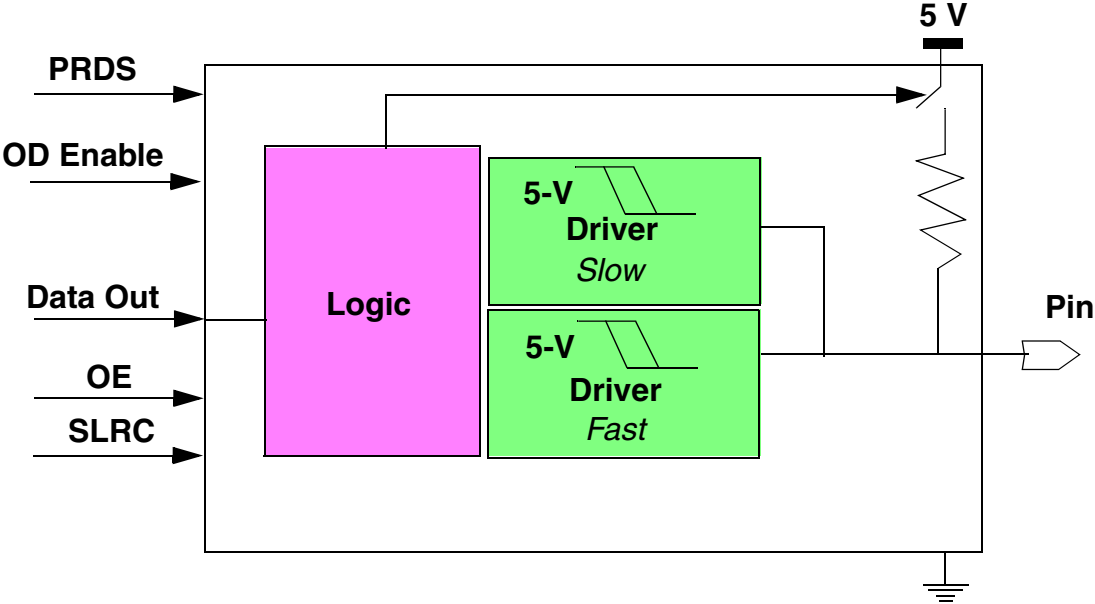 5 V
PRDS
OD Enable
5-V
Driver
Slow
Data Out
Logic
Pin
5-V
Driver
Fast
OE
SLRC